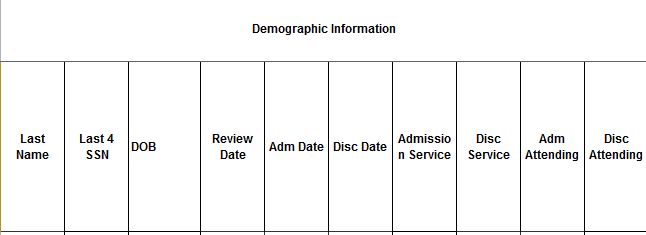 Demographic Information
Last
Name
Last 4
SSN
DOB
Review
Date
Adm Date
Disc Date
Admissio
n Service
Disc
Service
Adm
Attending
Disc
Attending